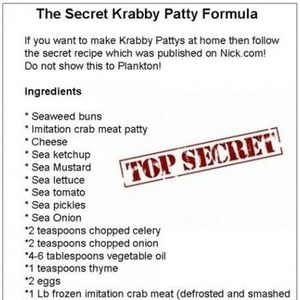 The Secret Krabby Patty Formula
If you want to make Krabby Pattys at home then follow
the secret recipe which was published on Nick.com!
Do not show this to Plankton!
Ingredients
* Seaweed buns
* Imitation crab meat patty
* Cheese
* Sea ketchup
* Sea Mustard
* Sea lettuce
* Sea tomato
* Sea pickles
* Sea Onion
*2 teaspoons chopped celery
*2 teaspoons chopped onion
*4-6 tablespoons vegetable oil
*1 teaspoons thyme
*2 eggs
*1 Lb frozen imitation crab meat (defrosted and smashed
TOP SECRET